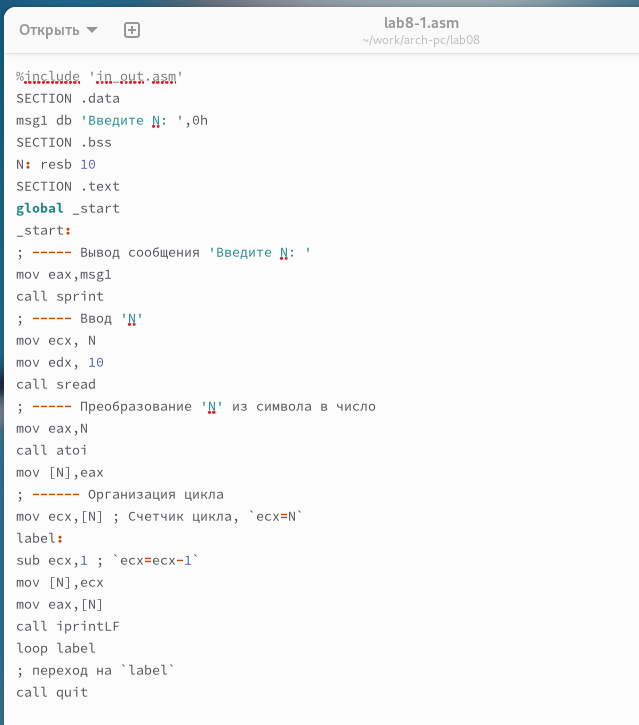 Открыть
lab8-1.asm
~/work/arch-pc/lab08
%include 'in_out.asm'
SECTION .data
msg1 db 'Введите N: ',0h
SECTION .bss
N: resb 10
SECTION .text
global _start
_start:
; ----- Вывод сообщения 'Введите N: '
mov eax,msg1
call sprint
; ----- Ввод 'N'
mov ecx, N
mov edx, 10
call sread
; ----- Преобразование 'N' из символа в число
mov eax,N
call atoi
mov [N],eax
; ------ Организация цикла
mov ecx,[N] ; Счетчик цикла, `ecx=N`
label:
sub ecx,1 ; `ecx=ecx-1`
mov [N],ecx
mov eax,[N]
call iprintLF
loop label
; переход на `label`
call quit